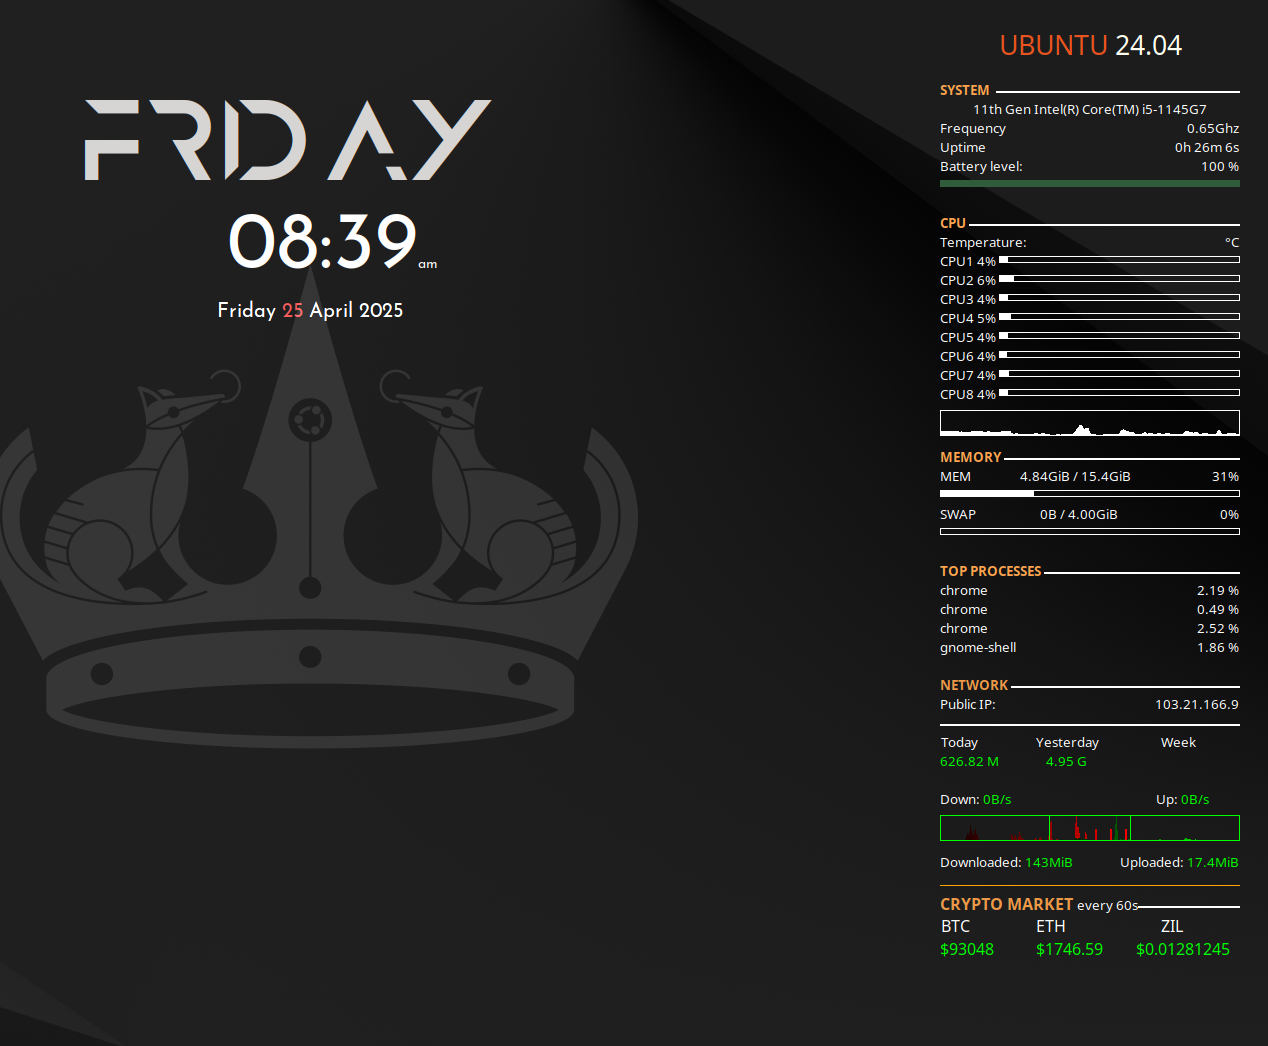 FRIDAY
08:39 am
Friday 25 April 2025
UBUNTU 24.04
SYSTEM
11th Gen Intel(R) Core(TM) i5-1145G7
Frequency 0.65Ghz
Uptime 0h 26m 6s
Battery level: 100 %
CPU
Temperature: °C
CPU1 4%
CPU2 6%
CPU3 4%
CPU4 5%
CPU5 4%
CPU6 4%
CPU7 4%
CPU8 4%
MEMORY
MEM 4.84GiB / 15.4GiB 31%
SWAP 0B / 4.00GiB 0%
TOP PROCESSES
chrome 2.19 %
chrome 0.49 %
chrome 2.52 %
gnome-shell 1.86 %
NETWORK
Public IP: 103.21.166.9
Today Yesterday Week
626.82 M 4.95 G
Down: 0B/s Up: 0B/s
Downloaded: 143MiB Uploaded: 17.4MiB
CRYPTO MARKET every 60s
BTC ETH ZIL
$93048 $1746.59 $0.01281245